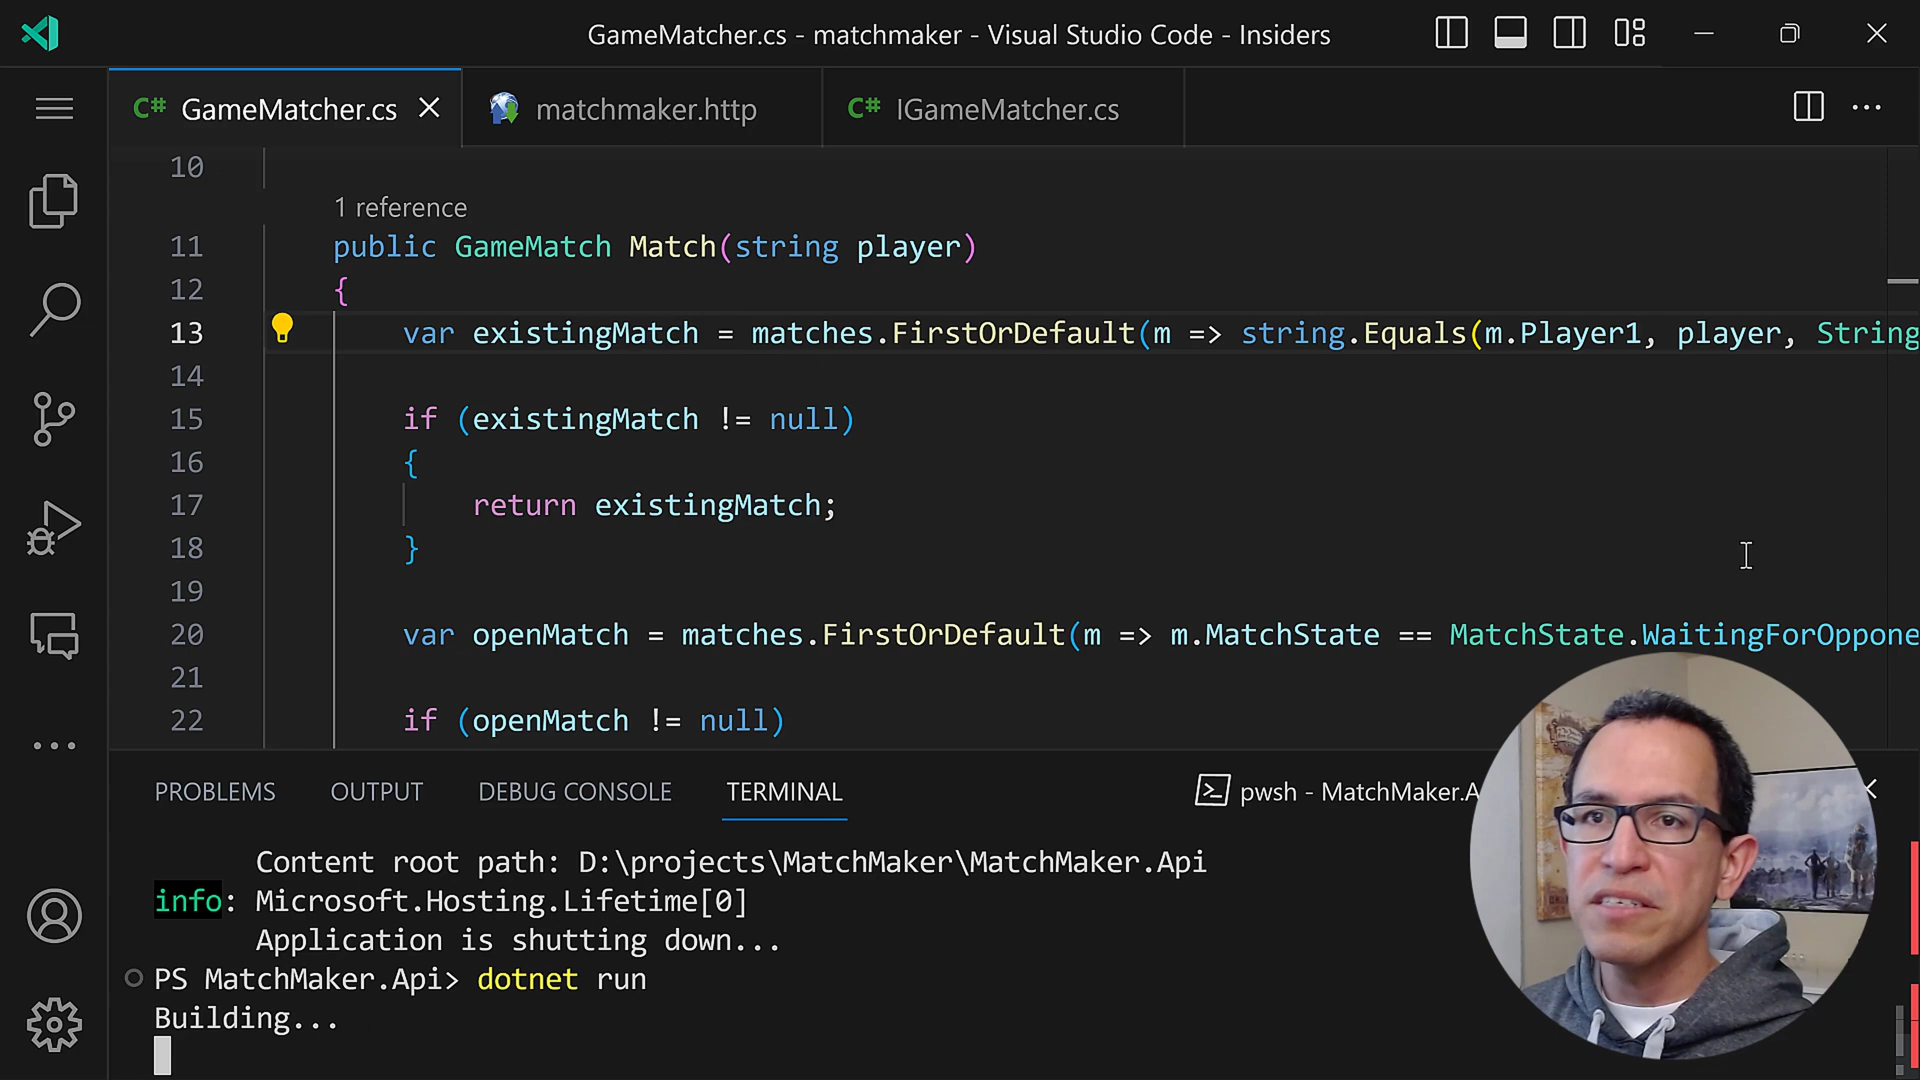 GameMatcher.cs - matchmaker - Visual Studio Code - Insiders
C# GameMatcher.cs
matchmaker.http
C# IGameMatcher.cs
10
1 reference
11 public GameMatch Match(string player)
12 {
13 var existingMatch = matches.FirstOrDefault(m => string.Equals(m.Player1, player, String
14
15 if (existingMatch != null)
16 {
17 return existingMatch;
18 }
19
20 var openMatch = matches.FirstOrDefault(m => m.MatchState == MatchState.WaitingForOppone
21
22 if (openMatch != null)
PROBLEMS OUTPUT DEBUG CONSOLE TERMINAL pwsh - MatchMaker.A
Content root path: D:\projects\MatchMaker\MatchMaker.Api
info: Microsoft.Hosting.Lifetime[0]
Application is shutting down...
PS MatchMaker.Api> dotnet run
Building...